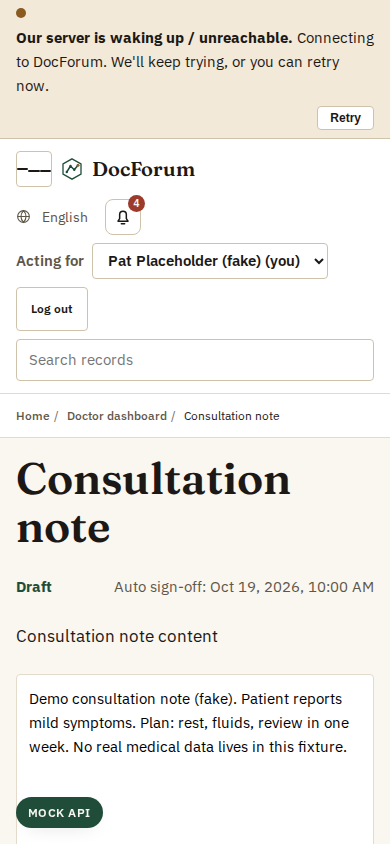 Our server is waking up / unreachable. Connecting
to DocForum. We'll keep trying, or you can retry
now.
Retry
DocForum
English
4
Acting for
Pat Placeholder (fake) (you)
Log out
Search records
Home / Doctor dashboard / Consultation note
Consultation
note
Draft
Auto sign-off: Oct 19, 2026, 10:00 AM
Consultation note content
Demo consultation note (fake). Patient reports
mild symptoms. Plan: rest, fluids, review in one
week. No real medical data lives in this fixture.
MOCK API